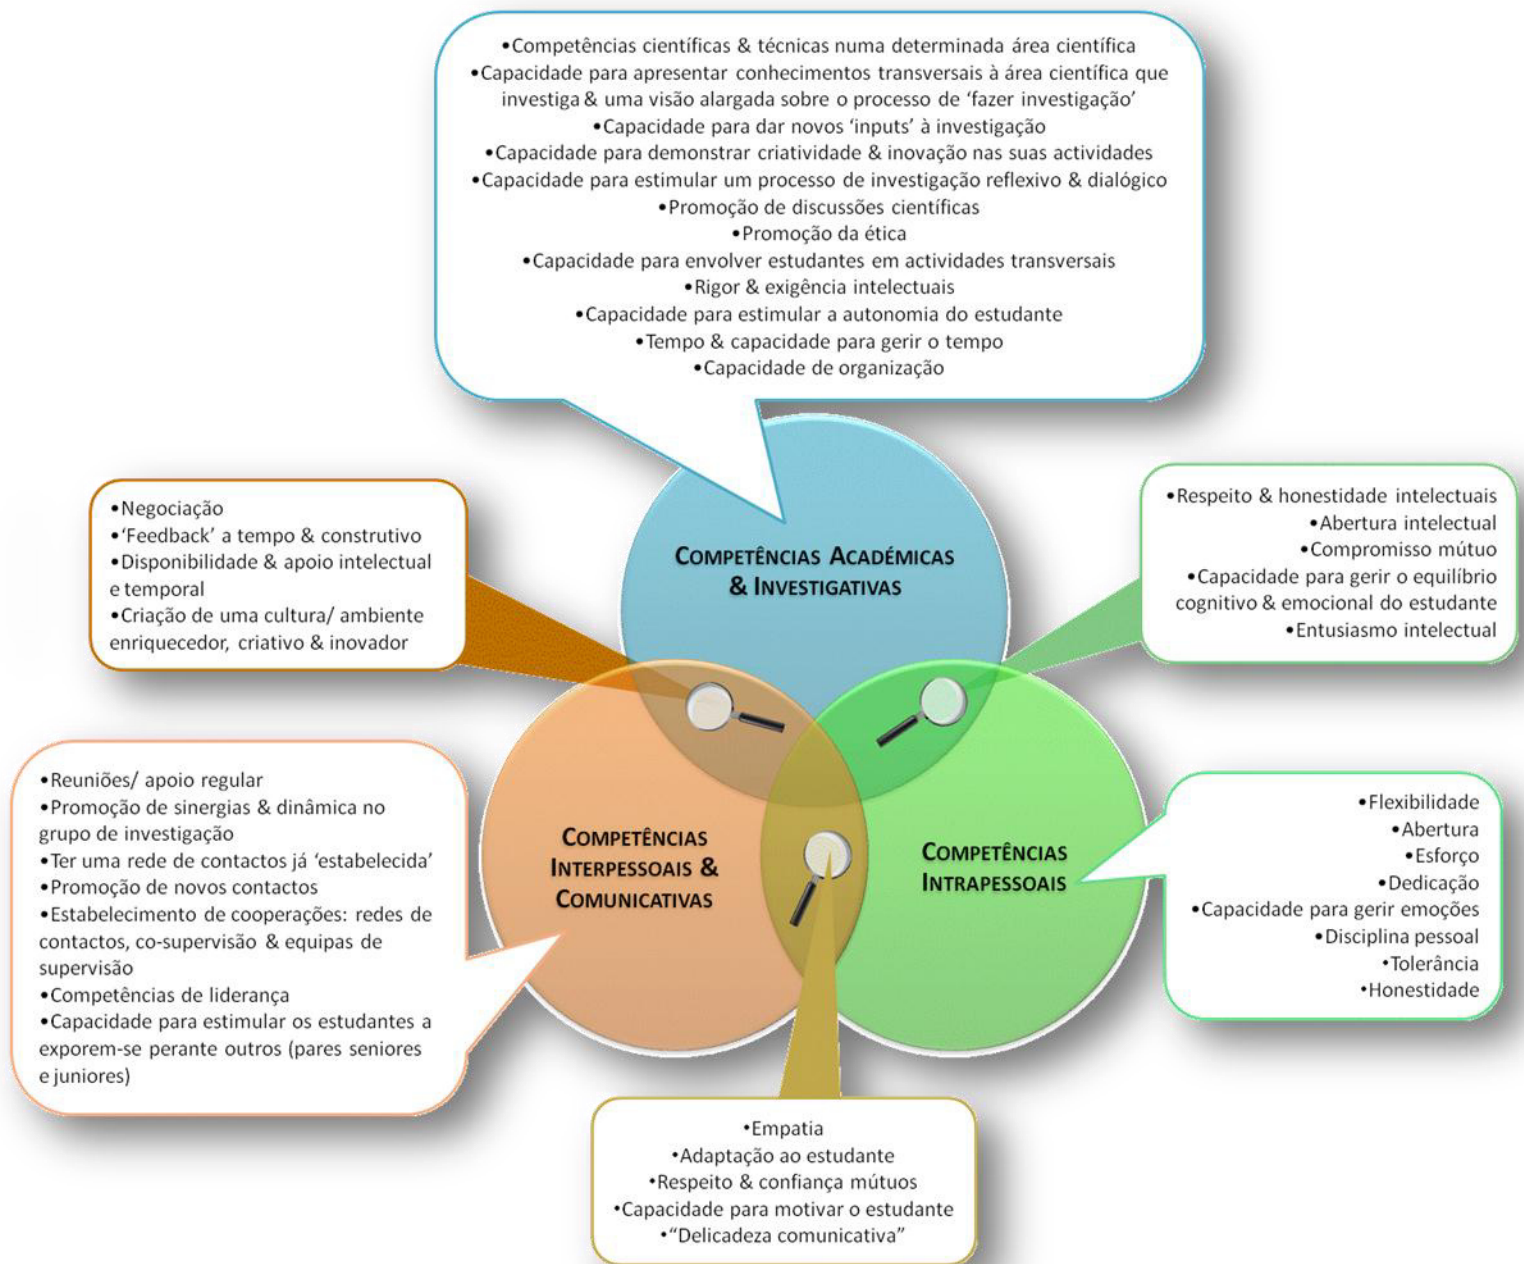 •Competências científicas & técnicas numa determinada área científica
•Capacidade para apresentar conhecimentos transversais à área científica que
investiga & uma visão alargada sobre o processo de ‘fazer investigação’
•Capacidade para dar novos ‘inputs’ à investigação
•Capacidade para demonstrar criatividade & inovação nas suas actividades
•Capacidade para estimular um processo de investigação reflexivo & dialógico
•Promoção de discussões científicas
•Promoção da ética
•Capacidade para envolver estudantes em actividades transversais
•Rigor & exigência intelectuais
•Capacidade para estimular a autonomia do estudante
•Tempo & capacidade para gerir o tempo
•Capacidade de organização
COMPETÊNCIAS ACADÉMICAS
& INVESTIGATIVAS
•Negociação
•‘Feedback’ a tempo & construtivo
•Disponibilidade & apoio intelectual
e temporal
•Criação de uma cultura/ ambiente
enriquecedor, criativo & inovador
•Respeito & honestidade intelectuais
•Abertura intelectual
•Compromisso mútuo
•Capacidade para gerir o equilíbrio
cognitivo & emocional do estudante
•Entusiasmo intelectual
•Reuniões/ apoio regular
•Promoção de sinergias & dinâmica no
grupo de investigação
•Ter uma rede de contactos já ‘estabelecida’
•Promoção de novos contactos
•Estabelecimento de cooperações: redes de
contactos, co-supervisão & equipas de
supervisão
•Competências de liderança
•Capacidade para estimular os estudantes a
exporem-se perante outros (pares seniores
e juniores)
COMPETÊNCIAS
INTERPESSOAIS &
COMUNICATIVAS
COMPETÊNCIAS
INTRAPESSOAIS
•Flexibilidade
•Abertura
•Esforço
•Dedicação
•Capacidade para gerir emoções
•Disciplina pessoal
•Tolerância
•Honestidade
•Empatia
•Adaptação ao estudante
•Respeito & confiança mútuos
•Capacidade para motivar o estudante
•“Delicadeza comunicativa”